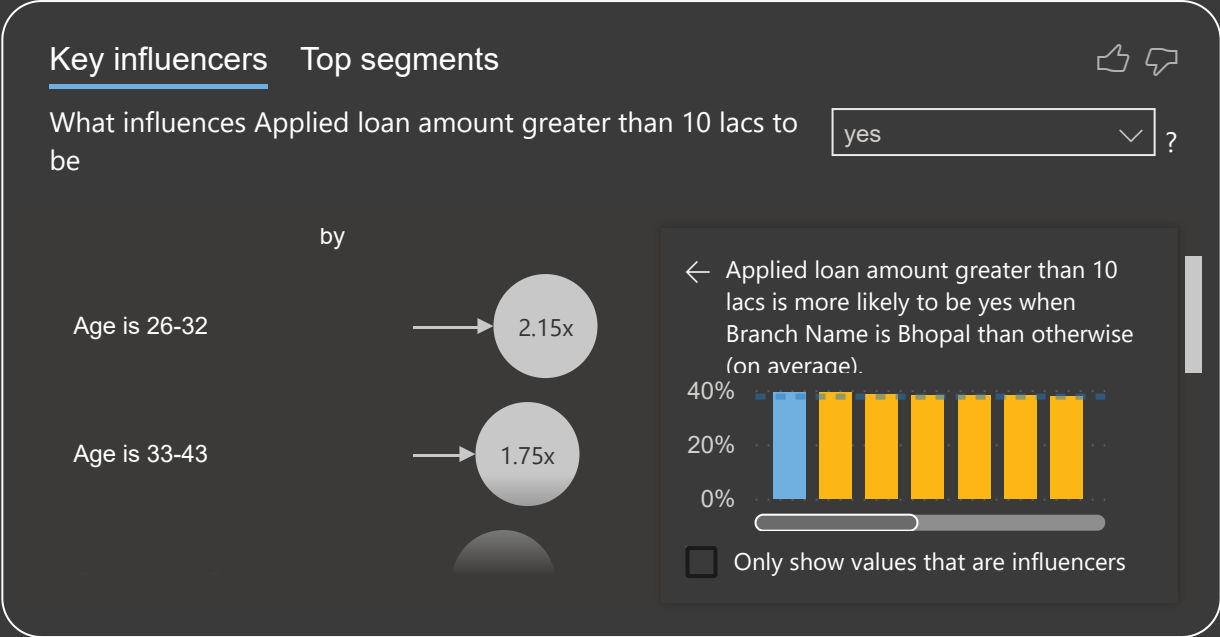 Key influencers Top segments
What influences Applied loan amount greater than 10 lacs to
be
yes
?
by
Age is 26-32
2.15x
Age is 33-43
1.75x
Applied loan amount greater than 10
lacs is more likely to be yes when
Branch Name is Bhopal than otherwise
(on average).
40%
20%
0%
Only show values that are influencers